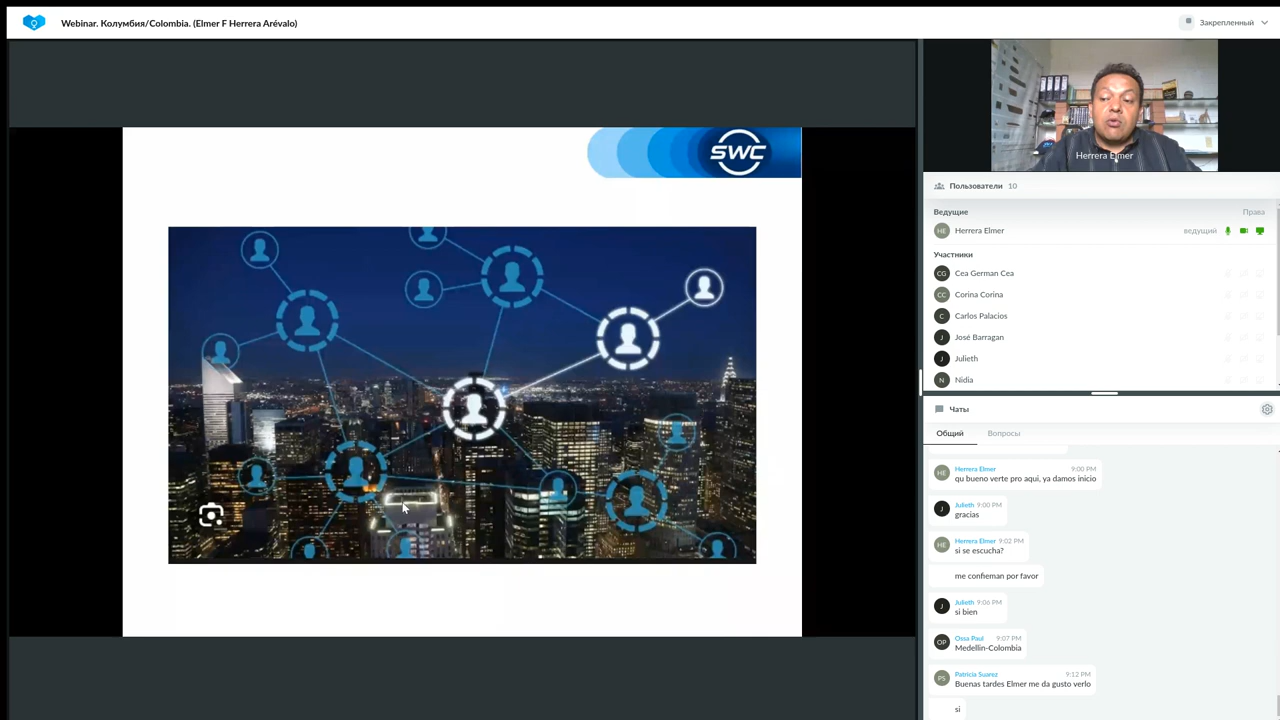 Webinar. Колумбия/Colombia. (Elmer F Herrera Arévalo)
Закрепленный
SWC
Herrera Elmer
Пользователи 10
Ведущие Права
HE Herrera Elmer ведущий
Участники
CG Cea German Cea
CC Corina Corina
C Carlos Palacios
J José Barragan
J Julieth
N Nidia
Чаты
Общий Вопросы
HE Herrera Elmer 9:00 PM
qu bueno verte pro aqui, ya damos inicio
J Julieth 9:00 PM
gracias
HE Herrera Elmer 9:02 PM
si se escucha?
me confieman por favor
J Julieth 9:06 PM
si bien
OP Ossa Paul 9:07 PM
Medellin-Colombia
PS Patricia Suarez 9:12 PM
Buenas tardes Elmer me da gusto verlo
si